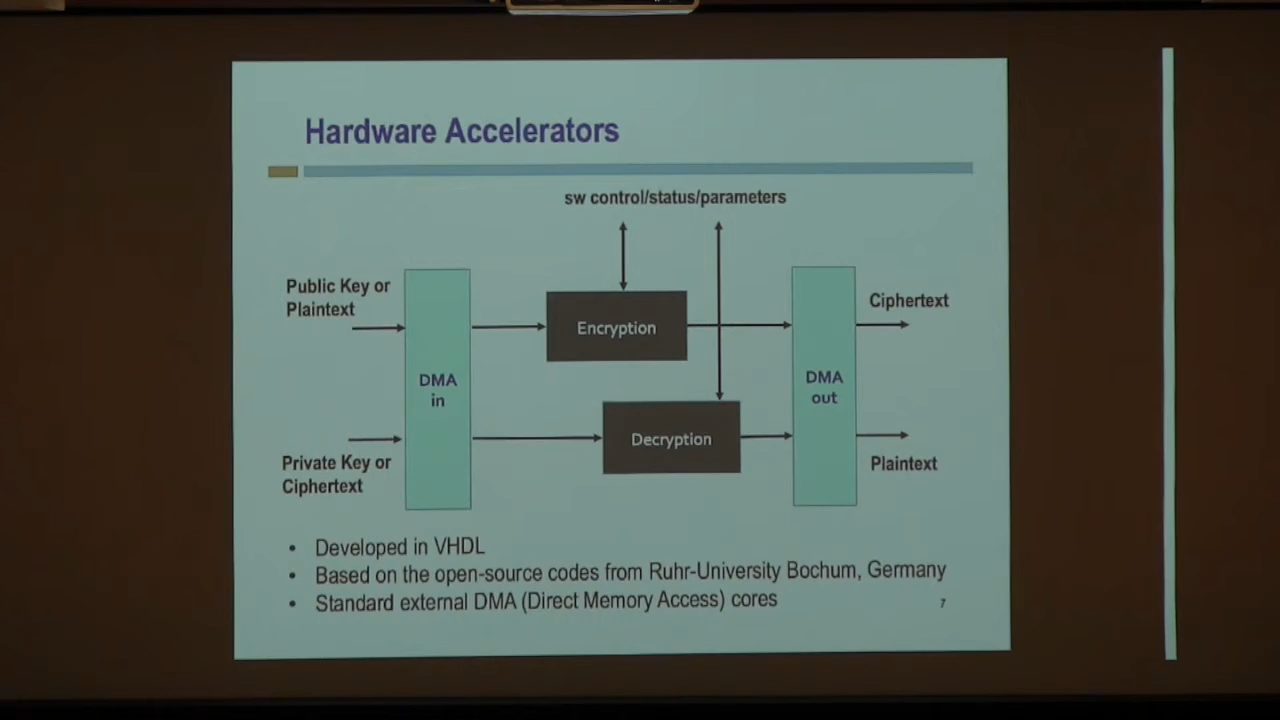 Hardware Accelerators
sw control/status/parameters
Public Key or
Plaintext
DMA
in
Encryption
DMA
out
Ciphertext
Decryption
Private Key or
Ciphertext
Plaintext
• Developed in VHDL
• Based on the open-source codes from Ruhr-University Bochum, Germany
• Standard external DMA (Direct Memory Access) cores
7